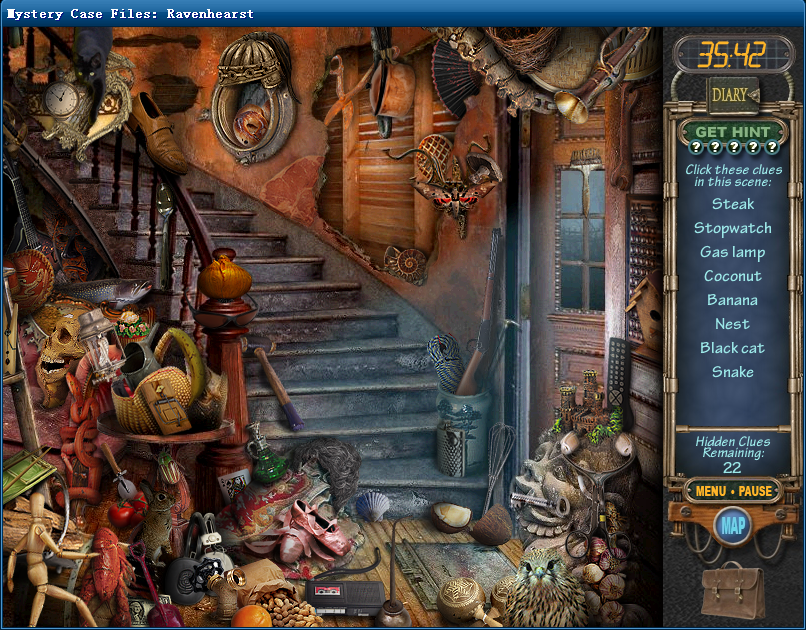 Mystery Case Files: Ravenhearst
35:42
DIARY
GET HINT
? ? ? ? ?
Click these clues
in this scene:
Steak
Stopwatch
Gas lamp
Coconut
Banana
Nest
Black cat
Snake
Hidden Clues
Remaining:
22
MENU • PAUSE
MAP